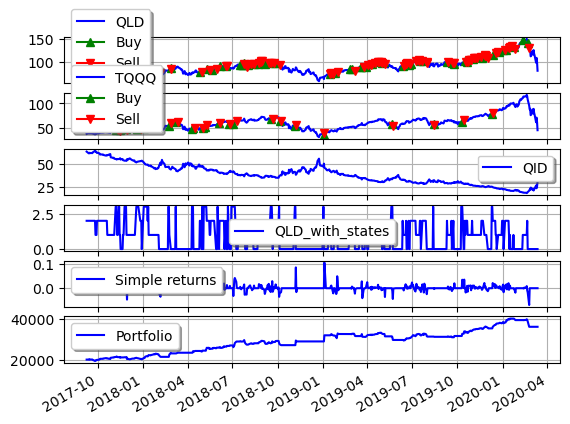 QLD
Buy
Sell
150
100
TQQQ
Buy
Sell
100
50
QID
50
25
QLD_with_states
2.5
0.0
Simple returns
0.1
0.0
Portfolio
40000
20000
2017-10 2018-01 2018-04 2018-07 2018-10 2019-01 2019-04 2019-07 2019-10 2020-01 2020-04